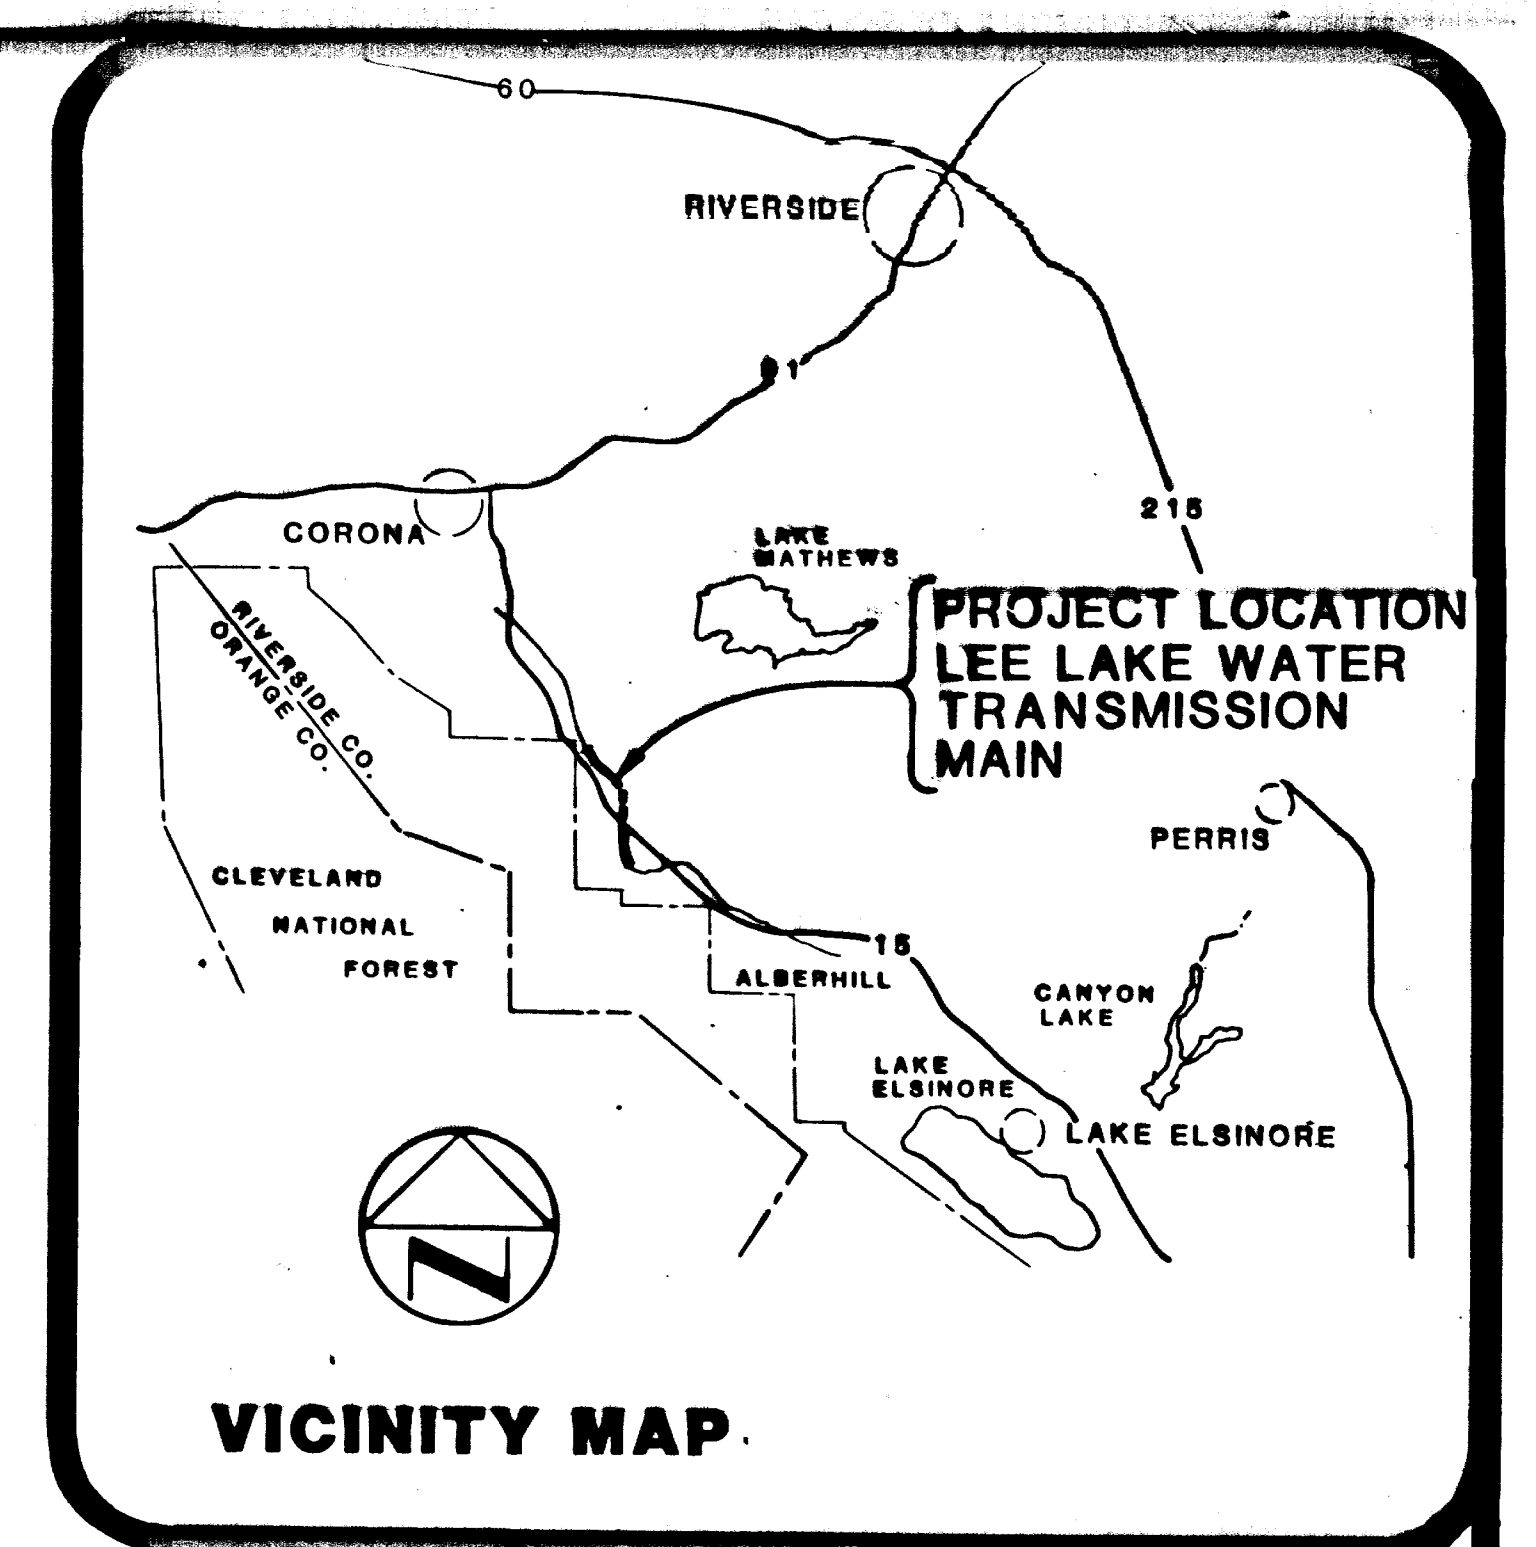 60
RIVERSIDE
91
215
CORONA
LAKE
MATHEWS
PROJECT LOCATION
LEE LAKE WATER
TRANSMISSION
MAIN
RIVERSIDE CO.
ORANGE CO.
PERRIS
CLEVELAND
NATIONAL
FOREST
15
ALBERHILL
CANYON
LAKE
LAKE
ELSINORE
LAKE ELSINORE
N
VICINITY MAP